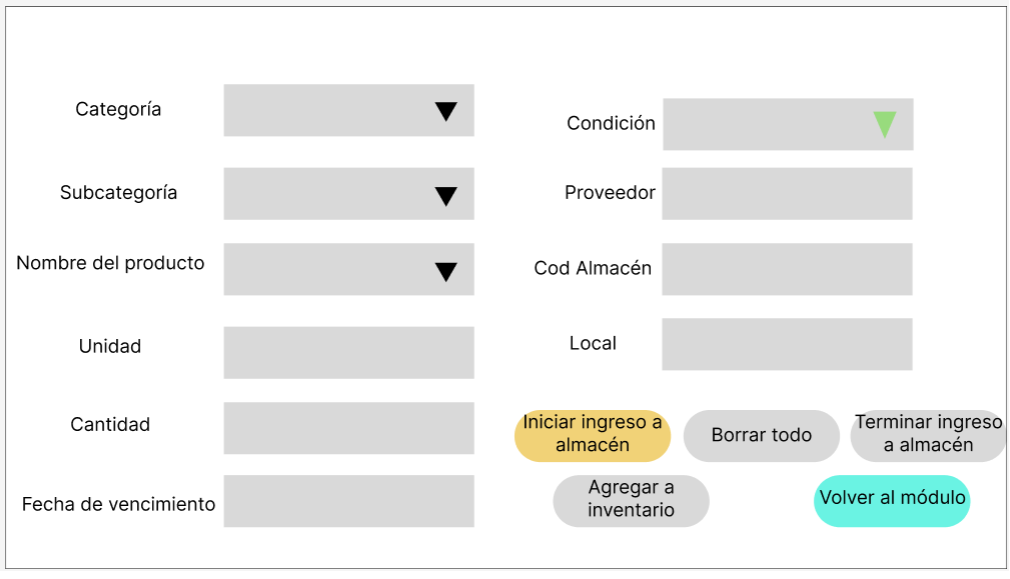 Categoría
Subcategoría
Nombre del producto
Unidad
Cantidad
Fecha de vencimiento
Condición
Proveedor
Cod Almacén
Local
Iniciar ingreso a
almacén
Borrar todo
Terminar ingreso
a almacén
Agregar a
inventario
Volver al módulo